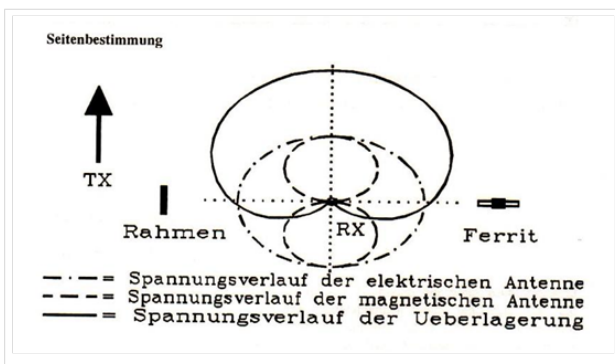 Seitenbestimmung
TX
Rahmen
RX
Ferrit
= Spannungsverlauf der elektrischen Antenne
= Spannungsverlauf der magnetischen Antenne
= Spannungsverlauf der Ueberlagerung